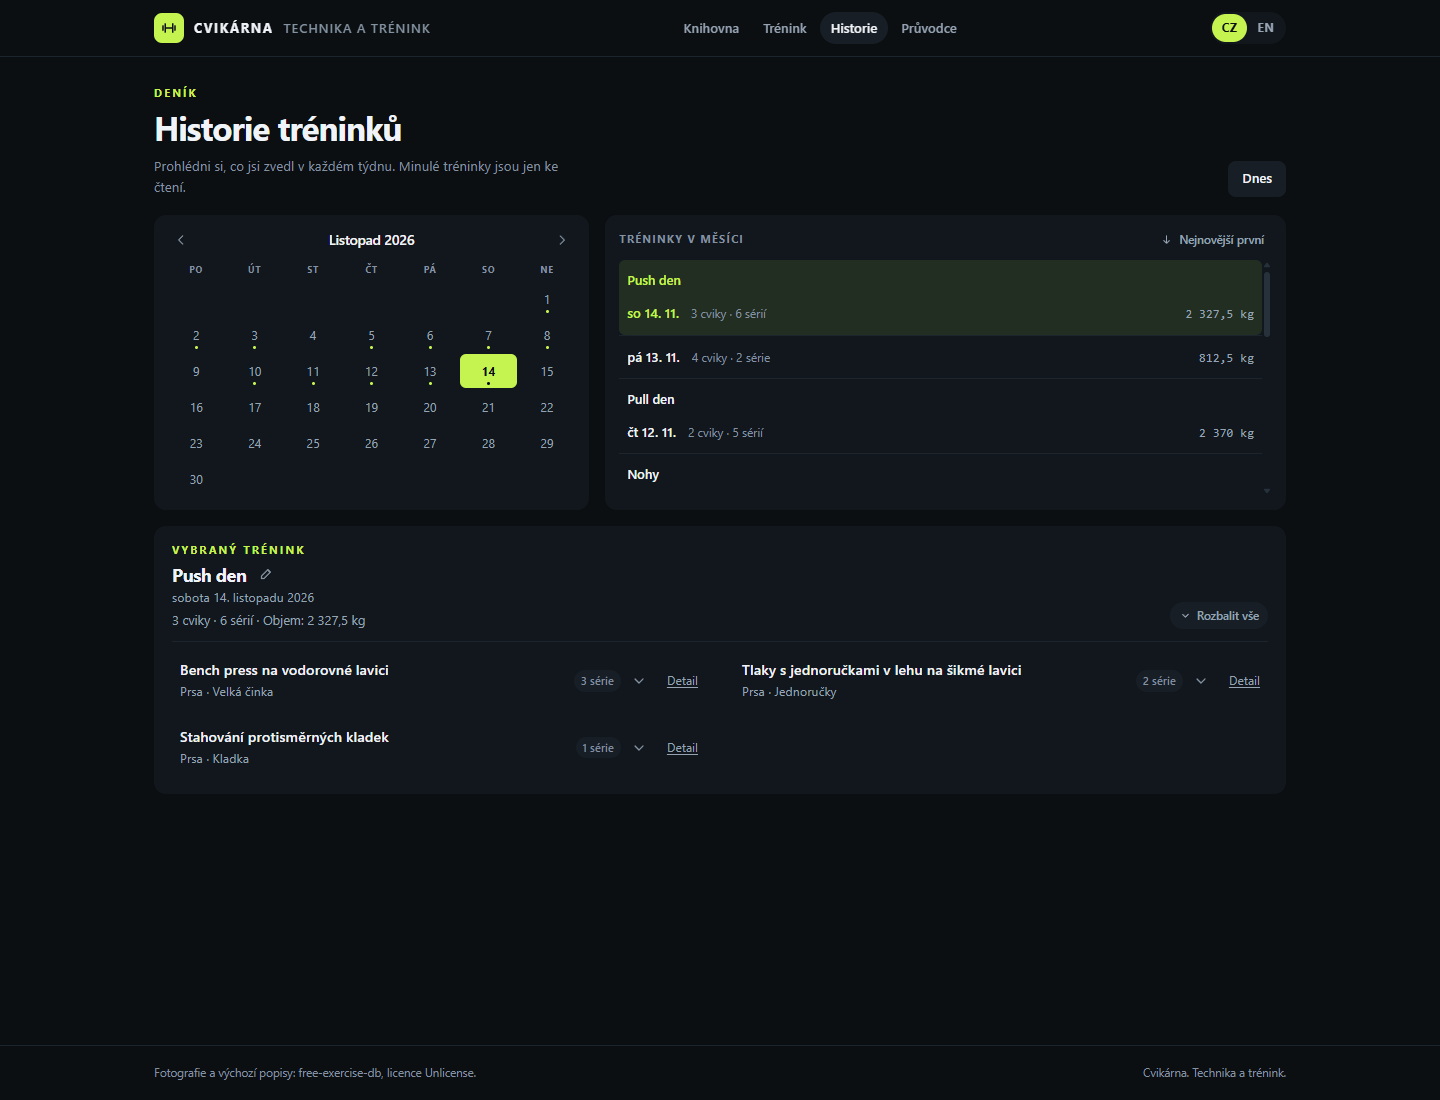 CVIKÁRNA TECHNIKA A TRÉNINK
Knihovna Trénink Historie Průvodce
CZ EN
DENÍK
Historie tréninků
Prohlédni si, co jsi zvedl v každém týdnu. Minulé tréninky jsou jen ke
čtení.
Dnes
Listopad 2026
PO ÚT ST ČT PÁ SO NE
1
2 3 4 5 6 7 8
9 10 11 12 13 14 15
16 17 18 19 20 21 22
23 24 25 26 27 28 29
30
TRÉNINKY V MĚSÍCI
Nejnovější první
Push den
so 14. 11. 3 cviky · 6 sérií 2 327,5 kg
pá 13. 11. 4 cviky · 2 série 812,5 kg
Pull den
čt 12. 11. 2 cviky · 5 sérií 2 370 kg
Nohy
VYBRANÝ TRÉNINK
Push den
sobota 14. listopadu 2026
3 cviky · 6 sérií · Objem: 2 327,5 kg
Rozbalit vše
Bench press na vodorovné lavici
Prsa · Velká činka
3 série Detail
Tlaky s jednoručkami v lehu na šikmé lavici
Prsa · Jednoručky
2 série Detail
Stahování protisměrných kladek
Prsa · Kladka
1 série Detail
Fotografie a výchozí popisy: free-exercise-db, licence Unlicense.
Cvikárna. Technika a trénink.